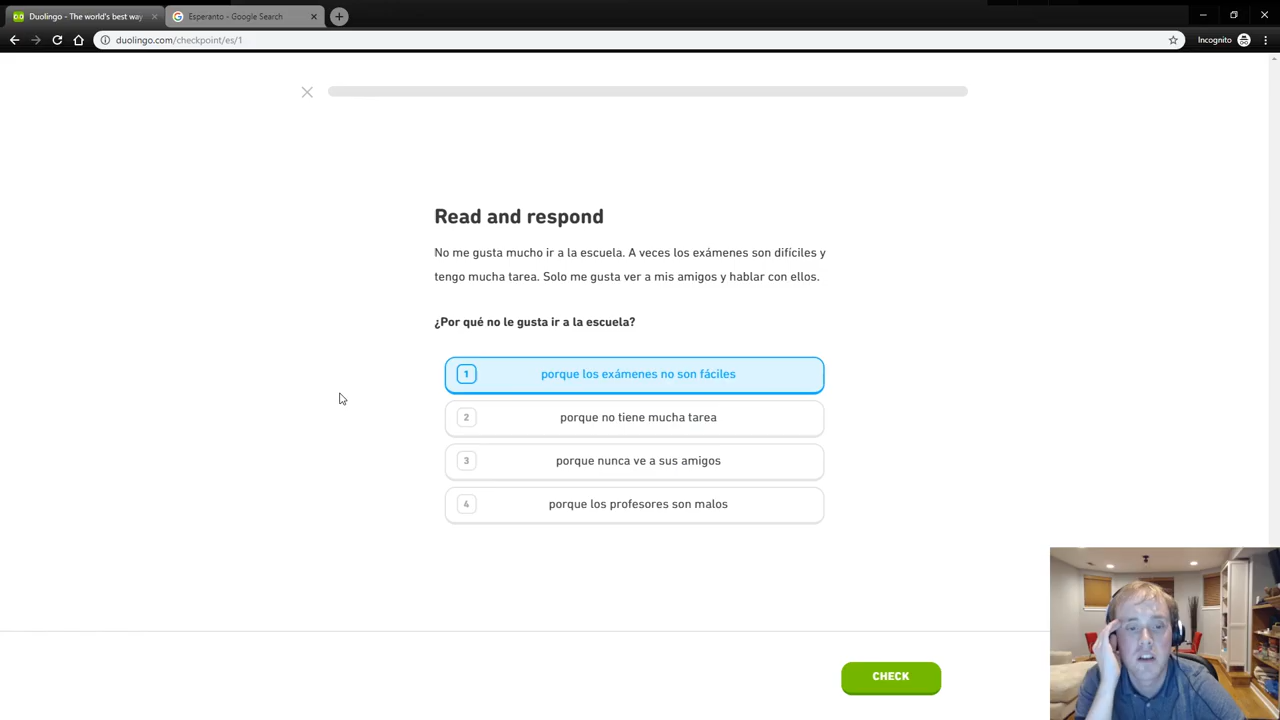 Duolingo - The world's best way
Esperanto - Google Search
duolingo.com/checkpoint/es/1
Incognito
Read and respond
No me gusta mucho ir a la escuela. A veces los exámenes son difíciles y
tengo mucha tarea. Solo me gusta ver a mis amigos y hablar con ellos.
¿Por qué no le gusta ir a la escuela?
1 porque los exámenes no son fáciles
2 porque no tiene mucha tarea
3 porque nunca ve a sus amigos
4 porque los profesores son malos
CHECK